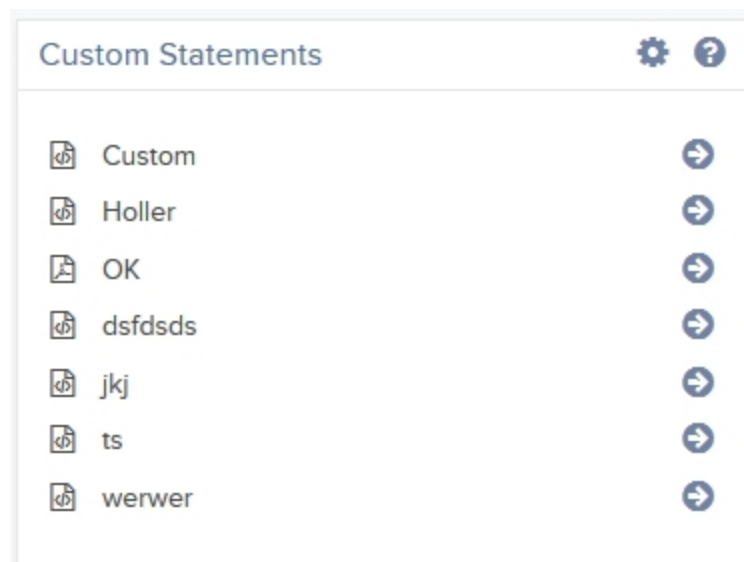 Custom Statements
Custom
Holler
OK
dsfdsds
jkj
ts
werwer